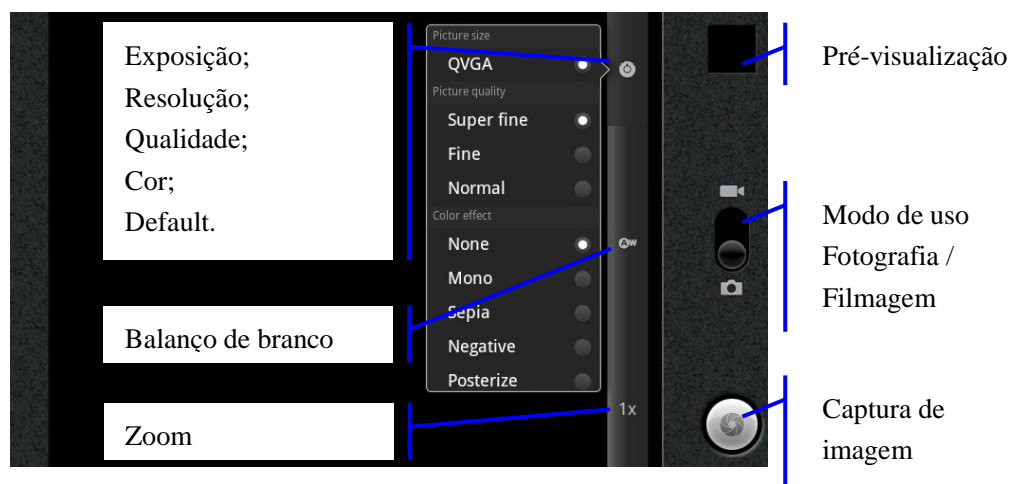 Exposição;
Resolução;
Qualidade;
Cor;
Default.
Balanço de branco
Zoom
Picture size
QVGA
Picture quality
Super fine
Fine
Normal
Color effect
None
Mono
Sepia
Negative
Posterize
AW
1x
Pré-visualização
Modo de uso
Fotografia /
Filmagem
Captura de
imagem